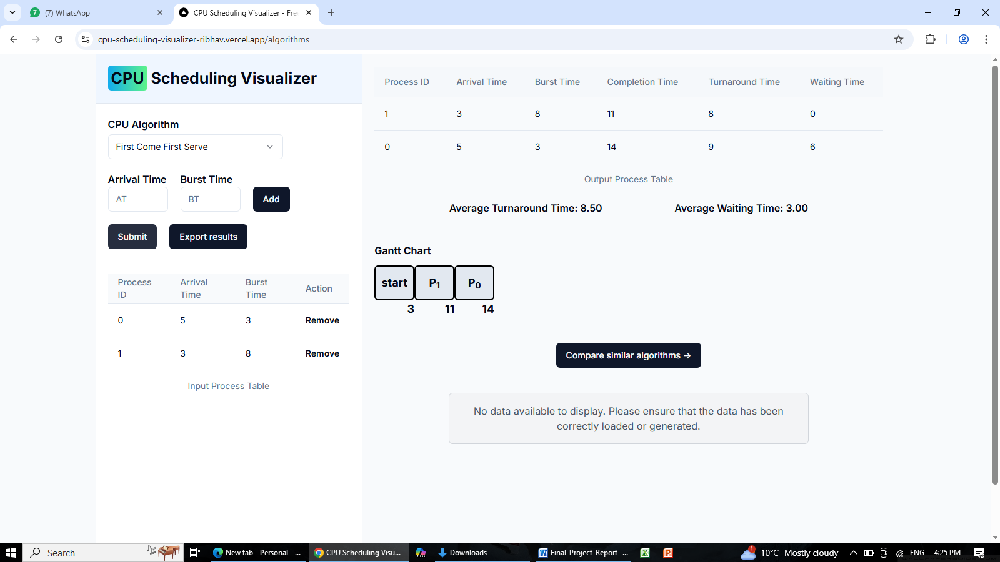 7 (7) WhatsApp
CPU Scheduling Visualizer - Fre
cpu-scheduling-visualizer-ribhav.vercel.app/algorithms
CPU Scheduling Visualizer
CPU Algorithm
First Come First Serve
Arrival Time Burst Time
AT BT Add
Submit Export results
Process ID Arrival Time Burst Time Action
0 5 3 Remove
1 3 8 Remove
Input Process Table
Process ID Arrival Time Burst Time Completion Time Turnaround Time Waiting Time
1 3 8 11 8 0
0 5 3 14 9 6
Output Process Table
Average Turnaround Time: 8.50 Average Waiting Time: 3.00
Gantt Chart
start P1 P0
3 11 14
Compare similar algorithms →
No data available to display. Please ensure that the data has been
correctly loaded or generated.
Search New tab - Personal - ... CPU Scheduling Visu... Downloads Final_Project_Report -... 1 10°C Mostly cloudy ENG 4:25 PM